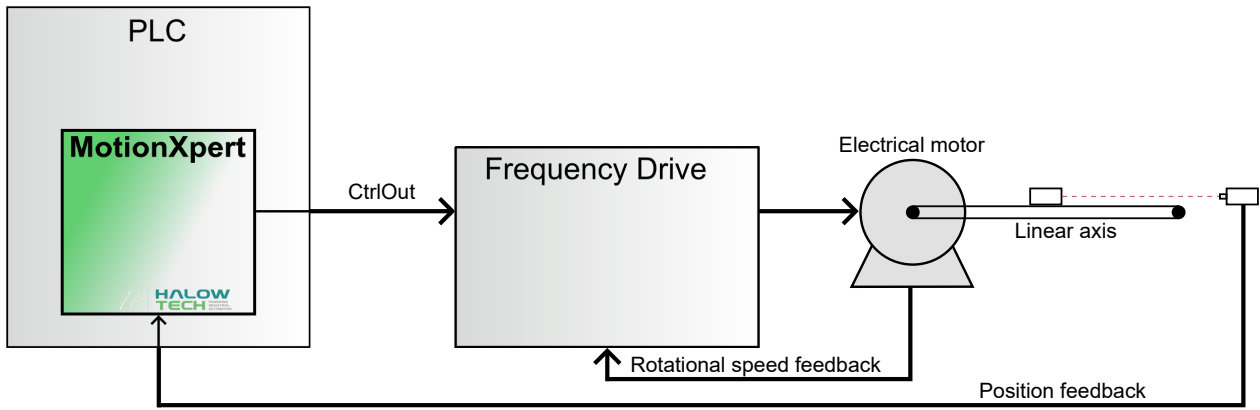 PLC
MotionXpert
HALOW
TECH
CtrlOut
Frequency Drive
Electrical motor
Linear axis
Rotational speed feedback
Position feedback